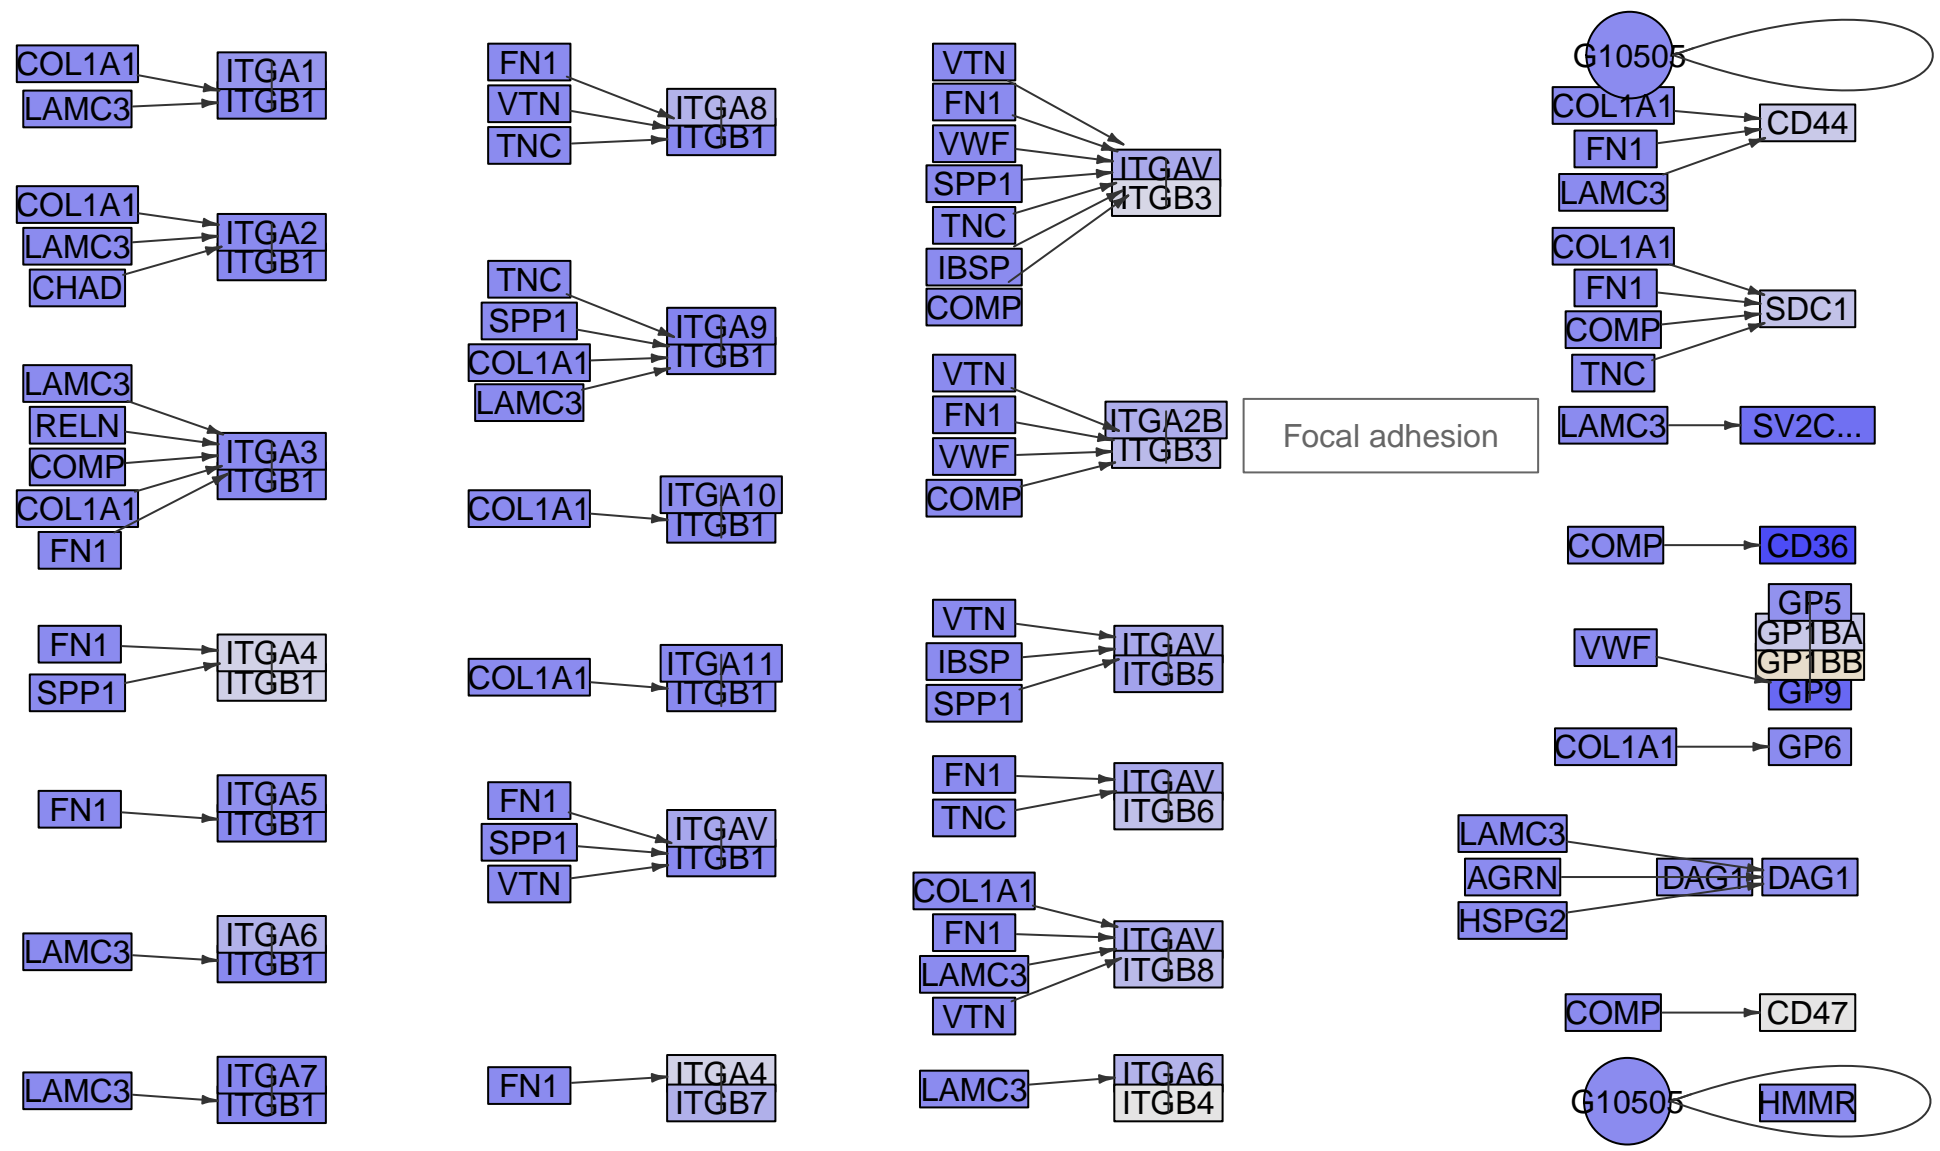 COL1A1
LAMC3
ITGA1
ITGB1
COL1A1
LAMC3
CHAD
ITGA2
ITGB1
LAMC3
RELN
COMP
COL1A1
FN1
ITGA3
ITGB1
FN1
SPP1
ITGA4
ITGB1
FN1
ITGA5
ITGB1
LAMC3
ITGA6
ITGB1
LAMC3
ITGA7
ITGB1
FN1
VTN
TNC
ITGA8
ITGB1
TNC
SPP1
COL1A1
LAMC3
ITGA9
ITGB1
COL1A1
ITGA10
ITGB1
COL1A1
ITGA11
ITGB1
FN1
SPP1
VTN
ITGAV
ITGB1
FN1
ITGA4
ITGB7
VTN
FN1
VWF
SPP1
TNC
IBSP
COMP
ITGAV
ITGB3
VTN
FN1
VWF
COMP
ITGA2B
ITGB3
VTN
IBSP
SPP1
ITGAV
ITGB5
FN1
TNC
ITGAV
ITGB6
COL1A1
FN1
LAMC3
VTN
ITGAV
ITGB8
LAMC3
ITGA6
ITGB4
Focal adhesion
G10505
COL1A1
FN1
LAMC3
CD44
COL1A1
FN1
COMP
TNC
SDC1
LAMC3
SV2C...
COMP
CD36
VWF
GP5
GP1BA
GP1BB
GP9
COL1A1
GP6
LAMC3
AGRN
HSPG2
DAG1
DAG1
COMP
CD47
G10505
HMMR